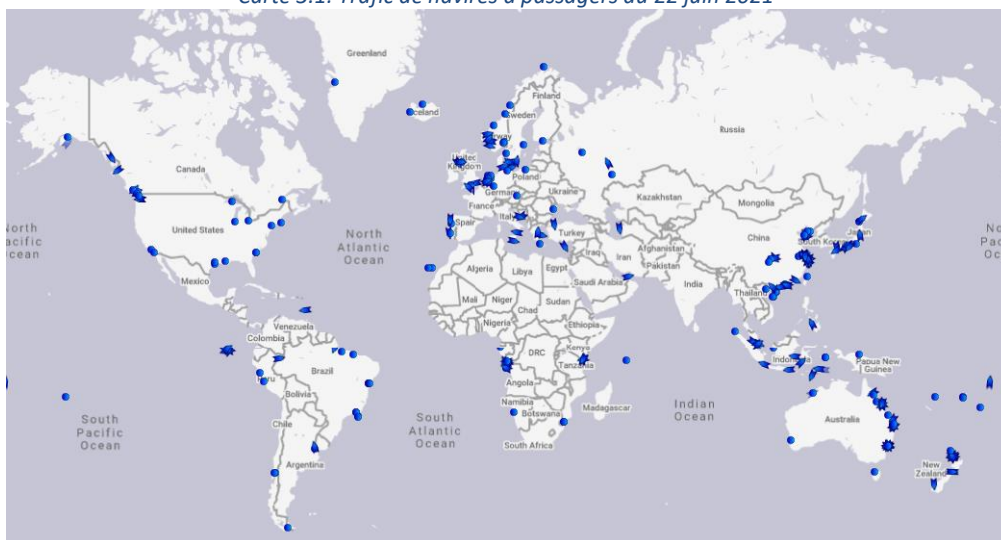 Carte 3.1: Trafic de navires à passagers au 22 juin 2021
Greenland
Iceland
Finland
Sweden
Norway
Russia
Canada
United
Kingdom
Poland
Germany
Ukraine
Kazakhstan
Mongolia
France
North
Pacific
Ocean
United States
North
Atlantic
Ocean
Spain
Italy
Turkey
Iraq
Iran
Afghanistan
Pakistan
China
South Korea
Japan
Mexico
Algeria
Libya
Egypt
Saudi Arabia
India
Thailand
Mali
Niger
Chad
Sudan
Nigeria
Ethiopia
Venezuela
Colombia
Kenya
DRC
Tanzania
Indonesia
Papua New
Guinea
Peru
Brazil
Bolivia
Angola
Namibia
Botswana
Madagascar
South
Pacific
Ocean
Chile
South
Atlantic
Ocean
Indian
Ocean
Australia
South Africa
Argentina
New
Zealand